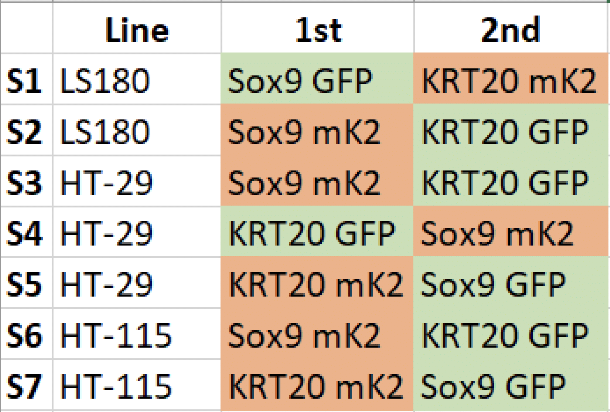 Line 1st 2nd
S1 LS180 Sox9 GFP KRT20 mK2
S2 LS180 Sox9 mK2 KRT20 GFP
S3 HT-29 Sox9 mK2 KRT20 GFP
S4 HT-29 KRT20 GFP Sox9 mK2
S5 HT-29 KRT20 mK2 Sox9 GFP
S6 HT-115 Sox9 mK2 KRT20 GFP
S7 HT-115 KRT20 mK2 Sox9 GFP